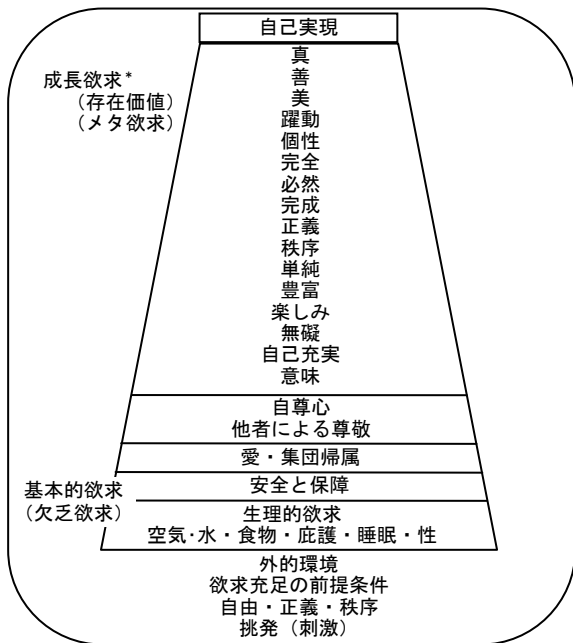 自己実現
成長欲求*
（存在価値）
（メタ欲求）
真
善
美
躍動
個性
完全
必然
完成
正義
秩序
単純
豊富
楽しみ
無礙
自己充実
意味
自尊心
他者による尊敬
愛・集団帰属
基本的欲求
（欠乏欲求）
安全と保障
生理的欲求
空気・水・食物・庇護・睡眠・性
外的環境
欲求充足の前提条件
自由・正義・秩序
挑発（刺激）